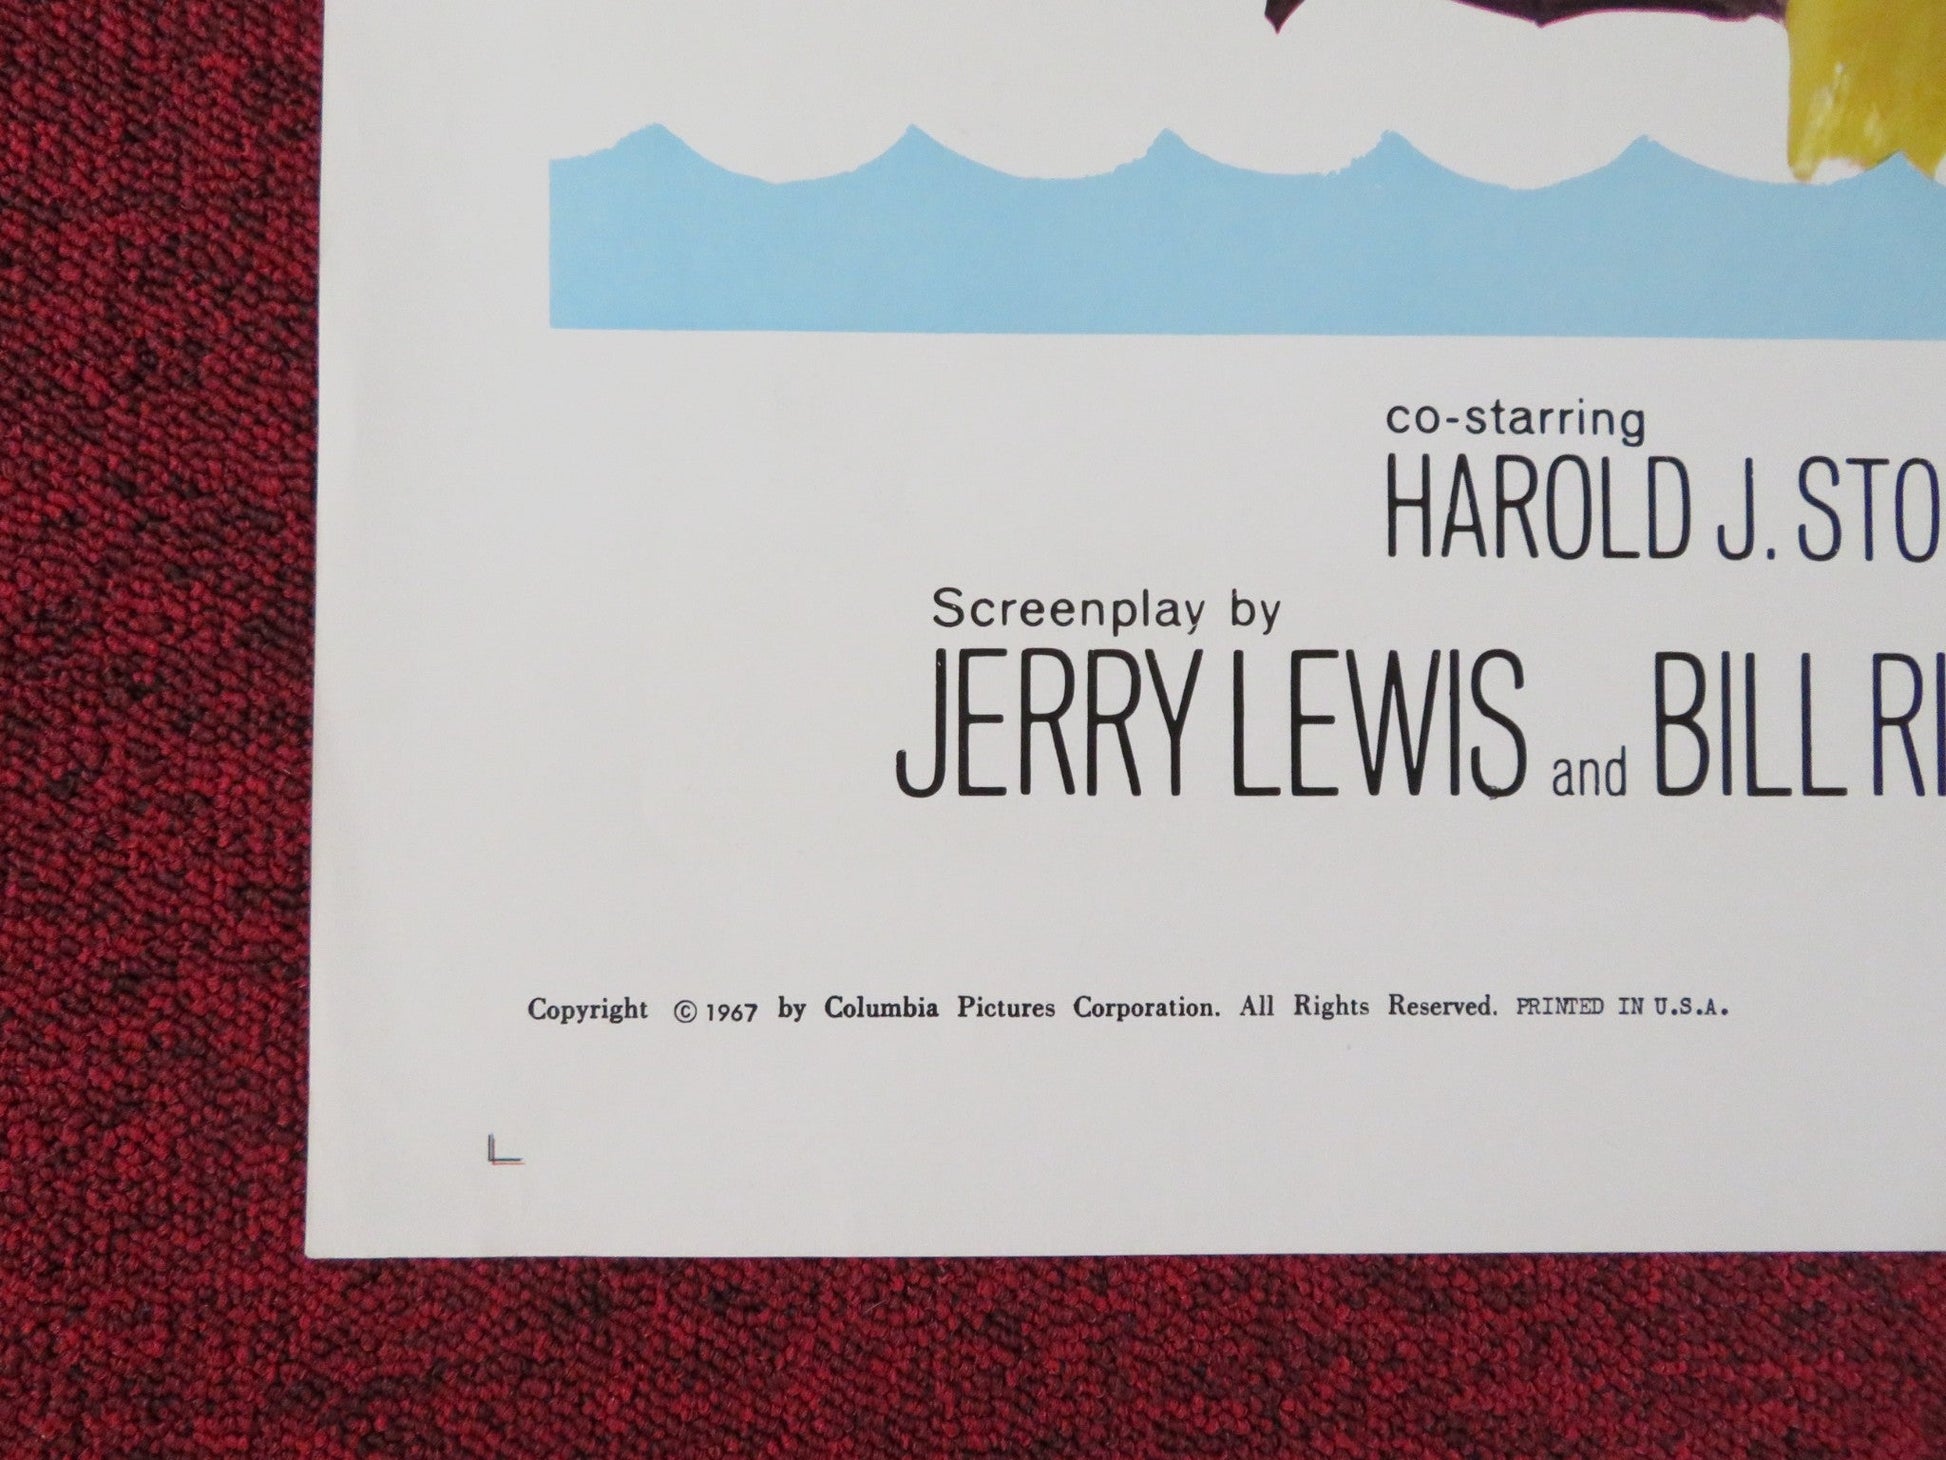 co-starring
HAROLD J. STO
Screenplay by
JERRY LEWIS and BILL RI
Copyright © 1967 by Columbia Pictures Corporation. All Rights Reserved. PRINTED IN U.S.A.